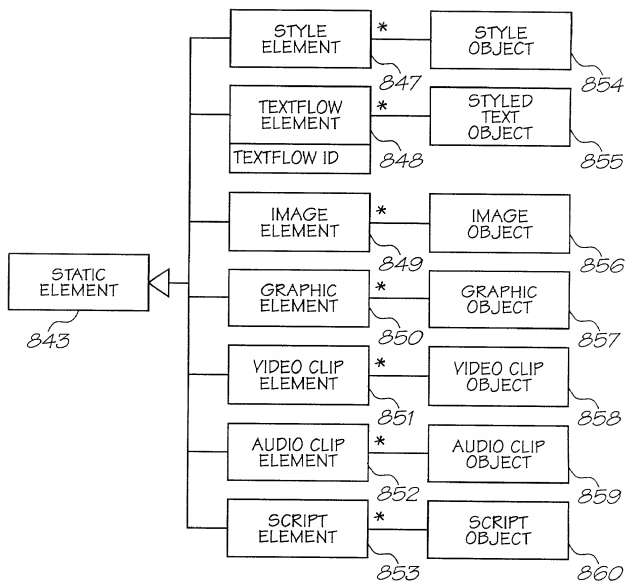 STYLE
ELEMENT
847
*
STYLE
OBJECT
854
TEXTFLOW
ELEMENT
TEXTFLOW ID
848
*
STYLED
TEXT
OBJECT
855
IMAGE
ELEMENT
849
*
IMAGE
OBJECT
856
STATIC
ELEMENT
843
GRAPHIC
ELEMENT
850
*
GRAPHIC
OBJECT
857
VIDEO CLIP
ELEMENT
851
*
VIDEO CLIP
OBJECT
858
AUDIO CLIP
ELEMENT
852
*
AUDIO CLIP
OBJECT
859
SCRIPT
ELEMENT
853
*
SCRIPT
OBJECT
860